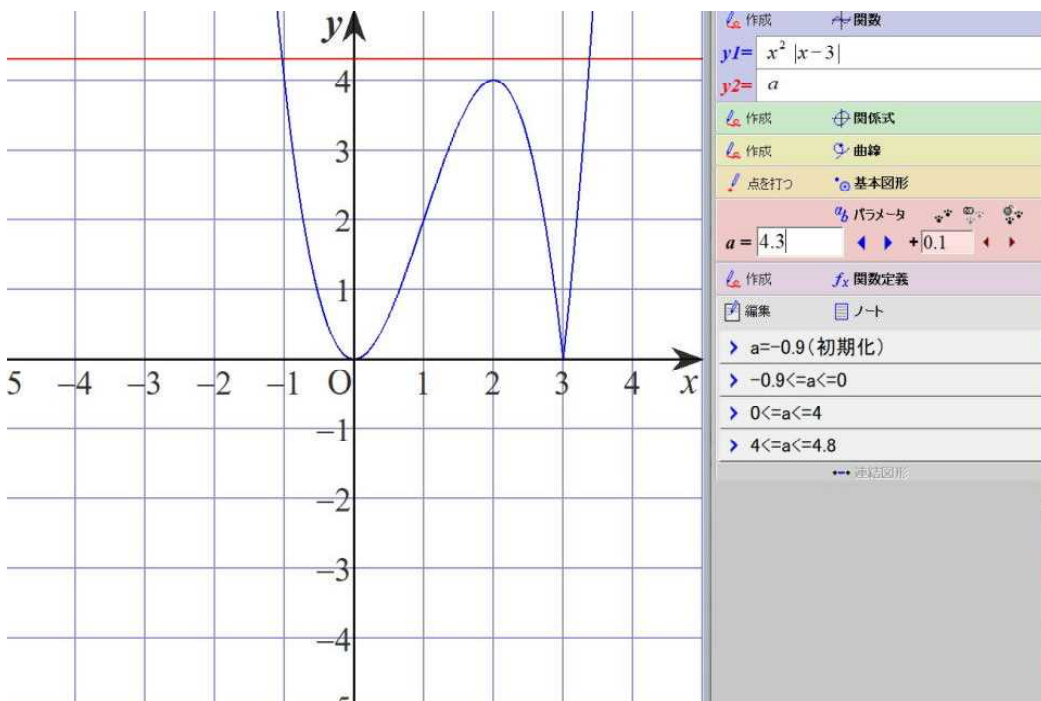 y
4
3
2
1
5 −4 −3 −2 −1 O 1 2 3 4 x
−1
−2
−3
−4
作成 関数
y1= x² |x−3|
y2= a
作成 関係式
作成 曲線
点を打つ 基本図形
ab パラメータ
a = 4.3 +0.1
作成 fx 関数定義
編集 ノート
a=−0.9(初期化)
−0.9<=a<=0
0<=a<=4
4<=a<=4.8
連結図形